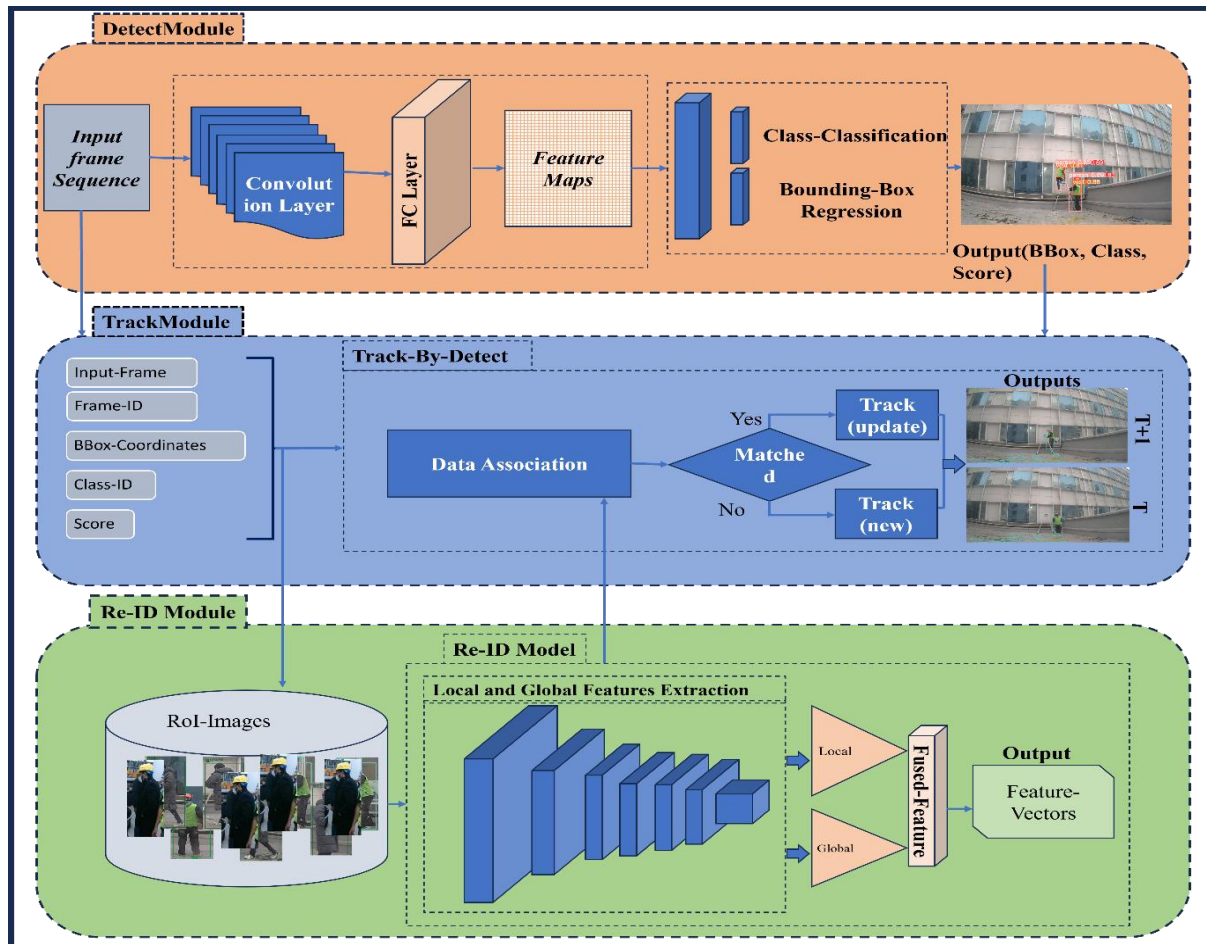 DetectModule
Input
frame
Sequence
Convolut
ion Layer
FC Layer
Feature
Maps
Class-Classification
Bounding-Box
Regression
Output(BBox, Class,
Score)
TrackModule
Input-Frame
Frame-ID
BBox-Coordinates
Class-ID
Score
Track-By-Detect
Data Association
Matche
d
Yes
No
Track
(update)
Track
(new)
Outputs
T+1
T
Re-ID Module
RoI-Images
Re-ID Model
Local and Global Features Extraction
Local
Global
Fused-Feature
Output
Feature-
Vectors